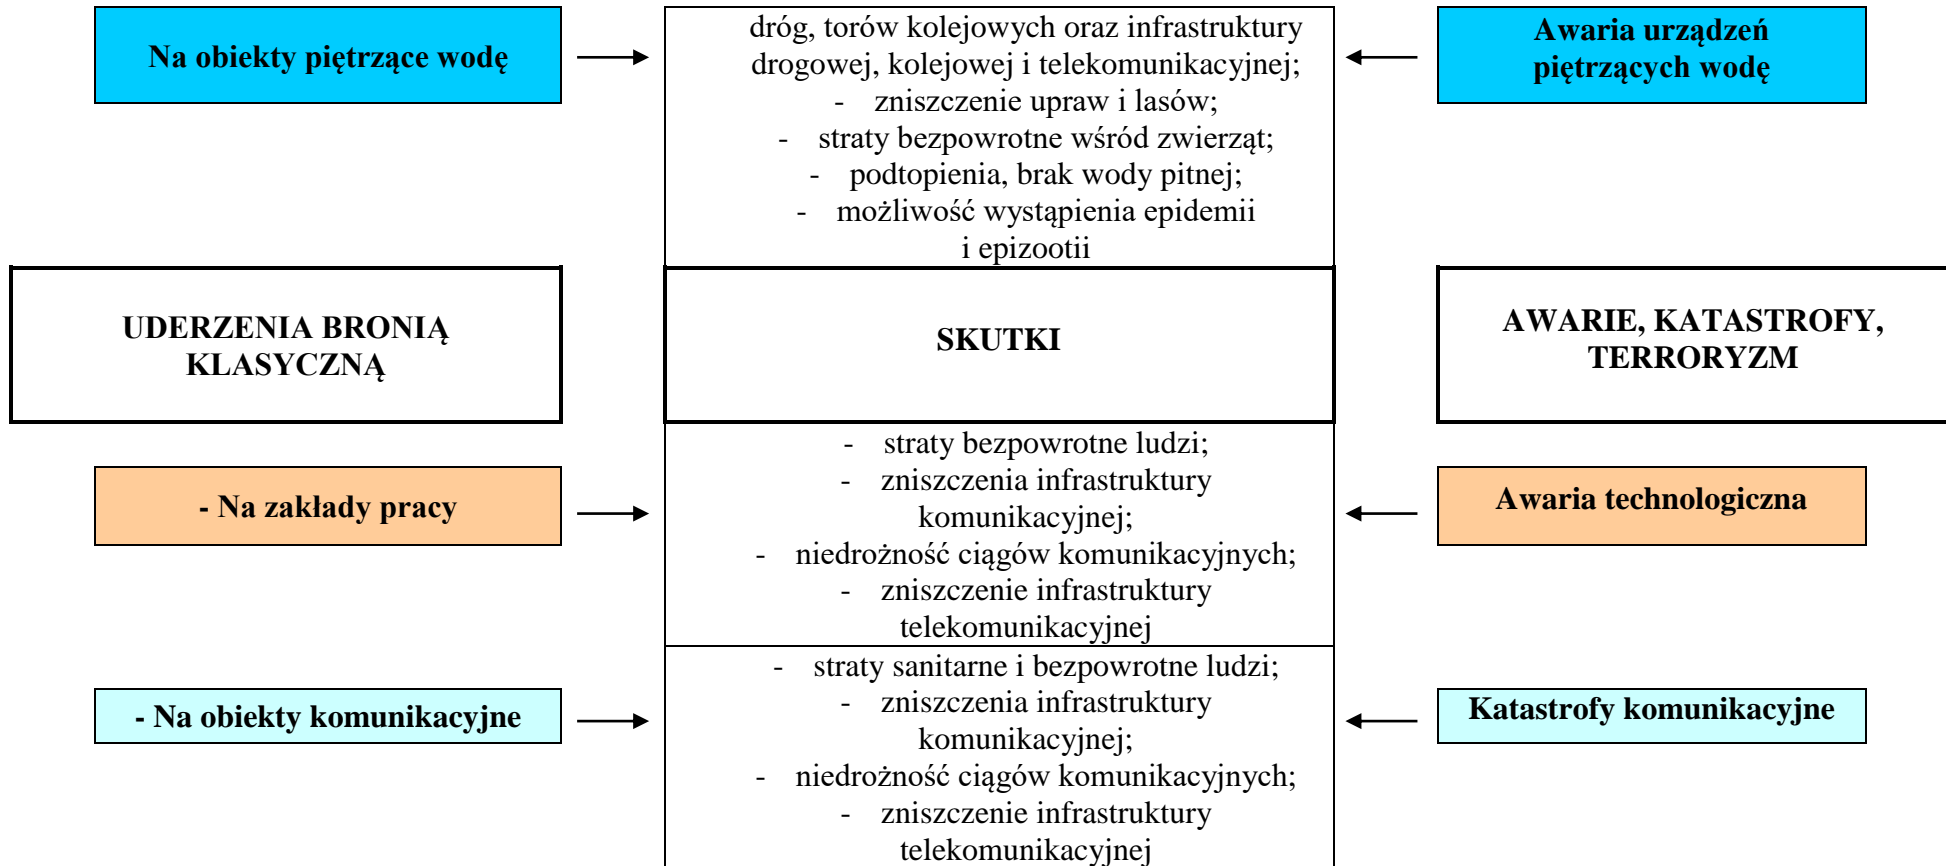 Na obiekty piętrzące wodę
dróg, torów kolejowych oraz infrastruktury
drogowej, kolejowej i telekomunikacyjnej;
- zniszczenie upraw i lasów;
- straty bezpowrotne wśród zwierząt;
- podtopienia, brak wody pitnej;
- możliwość wystąpienia epidemii
i epizootii
Awaria urządzeń
piętrzących wodę
UDERZENIA BRONIĄ
KLASYCZNĄ
SKUTKI
AWARIE, KATASTROFY,
TERRORYZM
- Na zakłady pracy
- straty bezpowrotne ludzi;
- zniszczenia infrastruktury
komunikacyjnej;
- niedrożność ciągów komunikacyjnych;
- zniszczenie infrastruktury
telekomunikacyjnej
Awaria technologiczna
- Na obiekty komunikacyjne
- straty sanitarne i bezpowrotne ludzi;
- zniszczenia infrastruktury
komunikacyjnej;
- niedrożność ciągów komunikacyjnych;
- zniszczenie infrastruktury
telekomunikacyjnej
Katastrofy komunikacyjne